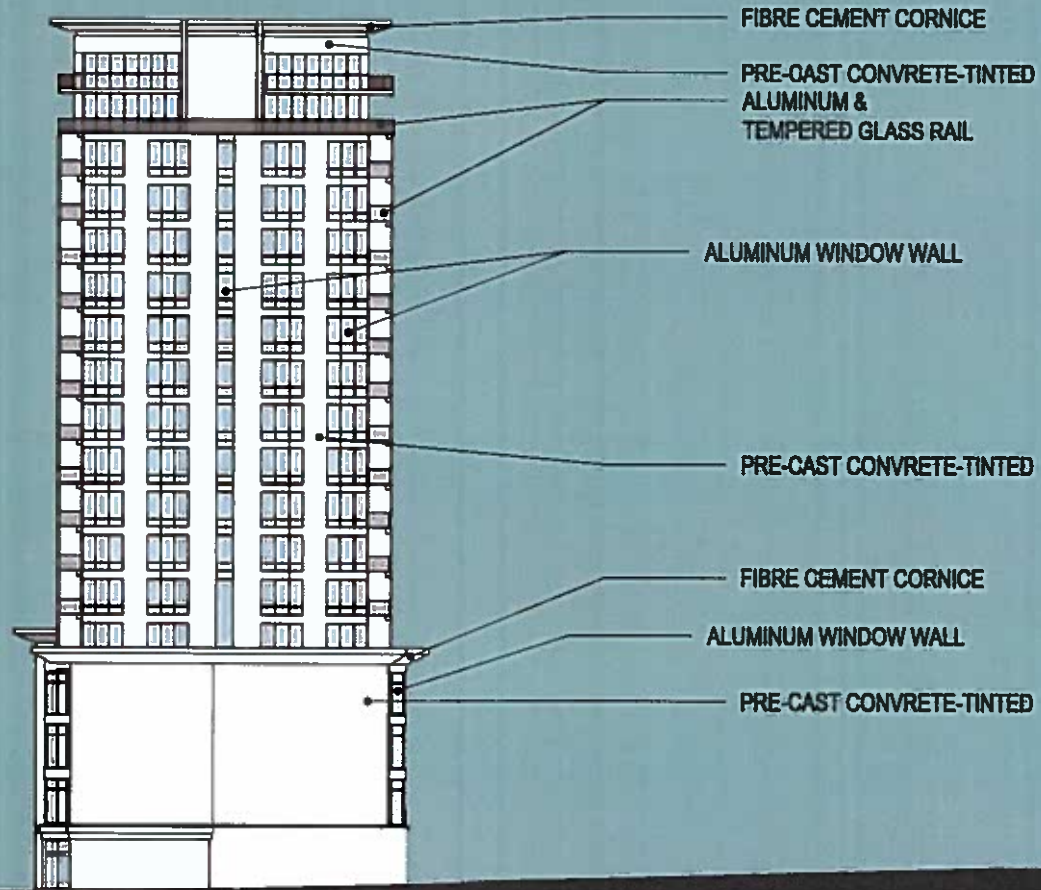 FIBRE CEMENT CORNICE
PRE-CAST CONVRETE-TINTED
ALUMINUM &
TEMPERED GLASS RAIL
ALUMINUM WINDOW WALL
PRE-CAST CONVRETE-TINTED
FIBRE CEMENT CORNICE
ALUMINUM WINDOW WALL
PRE-CAST CONVRETE-TINTED